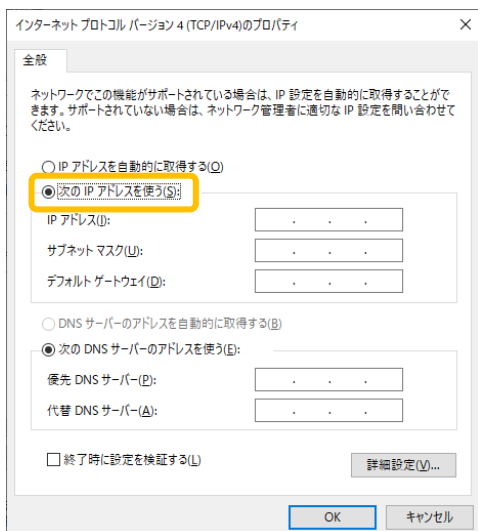 インターネット プロトコル バージョン 4 (TCP/IPv4)のプロパティ
全般
ネットワークでこの機能がサポートされている場合は、IP 設定を自動的に取得することがで
きます。サポートされていない場合は、ネットワーク管理者に適切な IP 設定を問い合わせて
ください。
IP アドレスを自動的に取得する(O)
次の IP アドレスを使う(S):
IP アドレス(I):
サブネット マスク(U):
デフォルト ゲートウェイ(D):
DNS サーバーのアドレスを自動的に取得する(B)
次の DNS サーバーのアドレスを使う(E):
優先 DNS サーバー(P):
代替 DNS サーバー(A):
終了時に設定を検証する(L)
詳細設定(V)...
OK
キャンセル